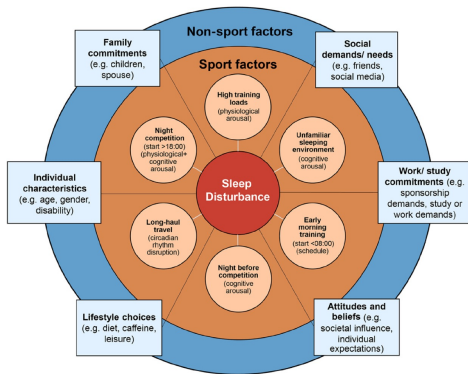 Non-sport factors
Sport factors
Family
commitments
(e.g. children,
spouse)
Social
demands/ needs
(e.g. friends,
social media)
High training
loads
(physiological
arousal)
Night
competition
(start >18:00)
(physiological+
cognitive
arousal)
Unfamiliar
sleeping
environment
(cognitive
arousal)
Individual
characteristics
(e.g. age, gender,
disability)
Sleep
Disturbance
Work/ study
commitments (e.g.
sponsorship
demands, study or
work demands)
Long-haul
travel
(circadian
rhythm
disruption)
Early
morning
training
(start <08:00)
(schedule)
Night before
competition
(cognitive
arousal)
Lifestyle choices
(e.g. diet, caffeine,
leisure)
Attitudes and
beliefs (e.g.
societal influence,
individual
expectations)